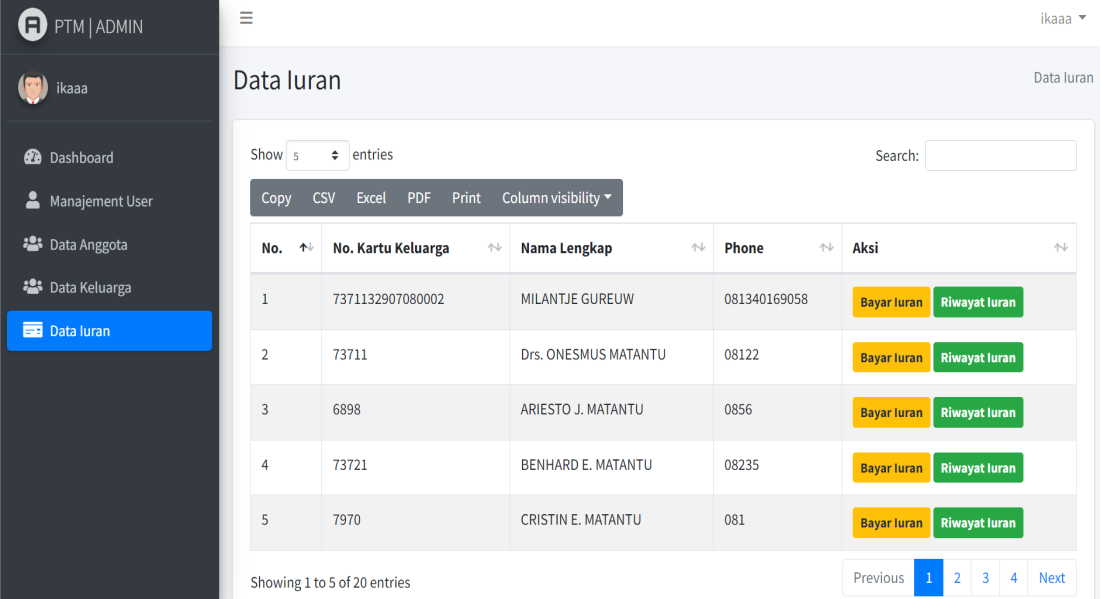 PTM | ADMIN
ikaaa
ikaaa
Dashboard
Manajement User
Data Anggota
Data Keluarga
Data Iuran
Data Iuran
Data Iuran
Show 5 entries
Search:
Copy CSV Excel PDF Print Column visibility
No. No. Kartu Keluarga Nama Lengkap Phone Aksi
1 7371132907080002 MILANTJE GUREUW 081340169058 Bayar Iuran Riwayat Iuran
2 73711 Drs. ONESMUS MATANTU 08122 Bayar Iuran Riwayat Iuran
3 6898 ARIESTO J. MATANTU 0856 Bayar Iuran Riwayat Iuran
4 73721 BENHARD E. MATANTU 08235 Bayar Iuran Riwayat Iuran
5 7970 CRISTIN E. MATANTU 081 Bayar Iuran Riwayat Iuran
Showing 1 to 5 of 20 entries
Previous 1 2 3 4 Next